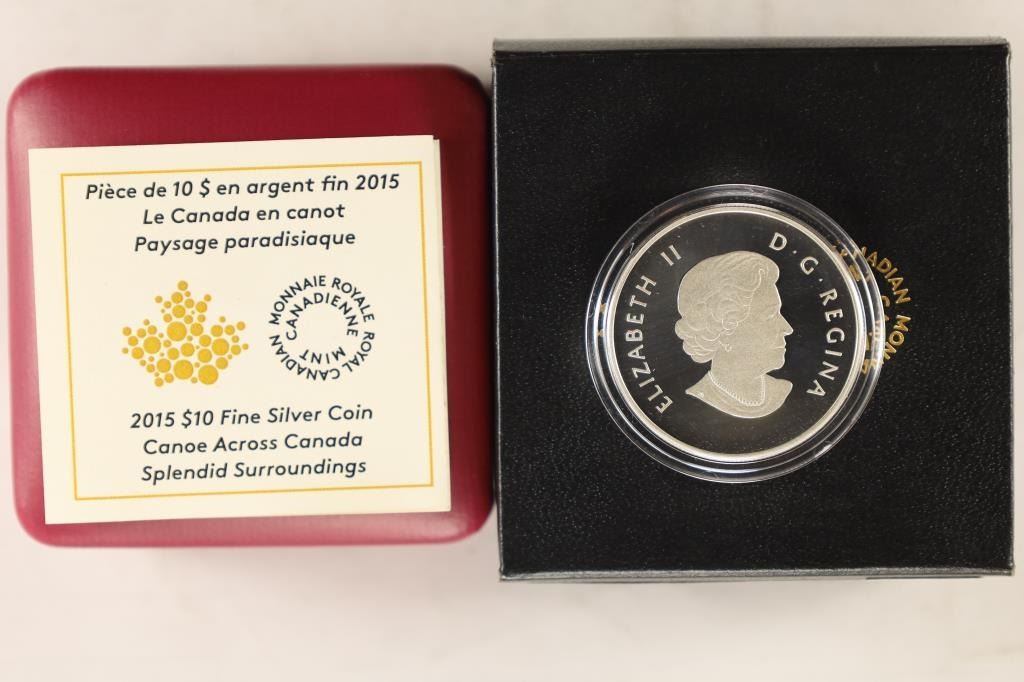 Pièce de 10 $ en argent fin 2015
Le Canada en canot
Paysage paradisiaque
MONNAIE ROYALE CANADIENNE
ROYAL CANADIAN MINT
2015 $10 Fine Silver Coin
Canoe Across Canada
Splendid Surroundings
ELIZABETH II D·G·REGINA